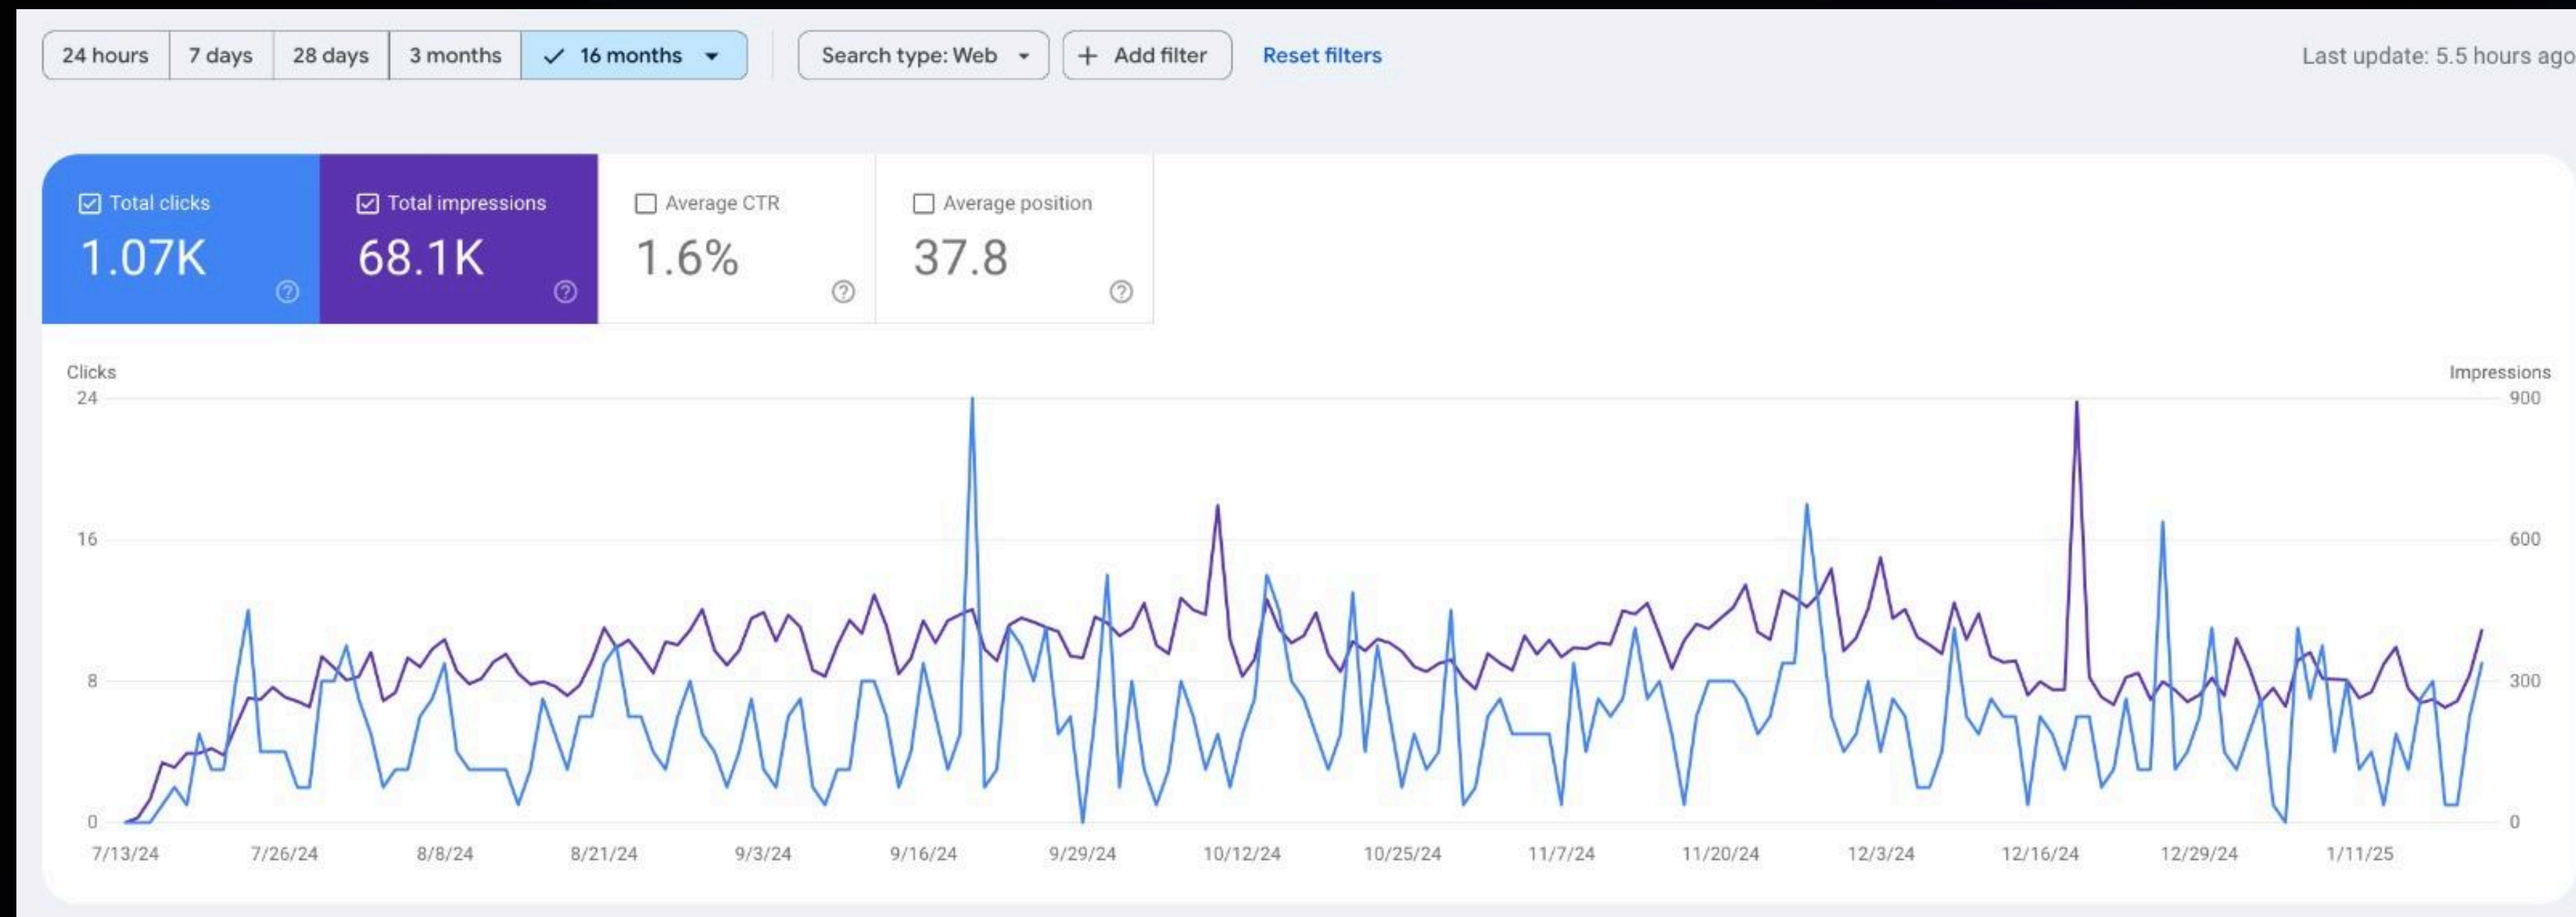 24 hours 7 days 28 days 3 months 16 months Search type: Web Add filter Reset filters Last update: 5.5 hours ago
Total clicks Total impressions Average CTR Average position
1.07K 68.1K 1.6% 37.8
Clicks Impressions
24 900
16 600
8 300
0 0
7/13/24 7/26/24 8/8/24 8/21/24 9/3/24 9/16/24 9/29/24 10/12/24 10/25/24 11/7/24 11/20/24 12/3/24 12/16/24 12/29/24 1/11/25